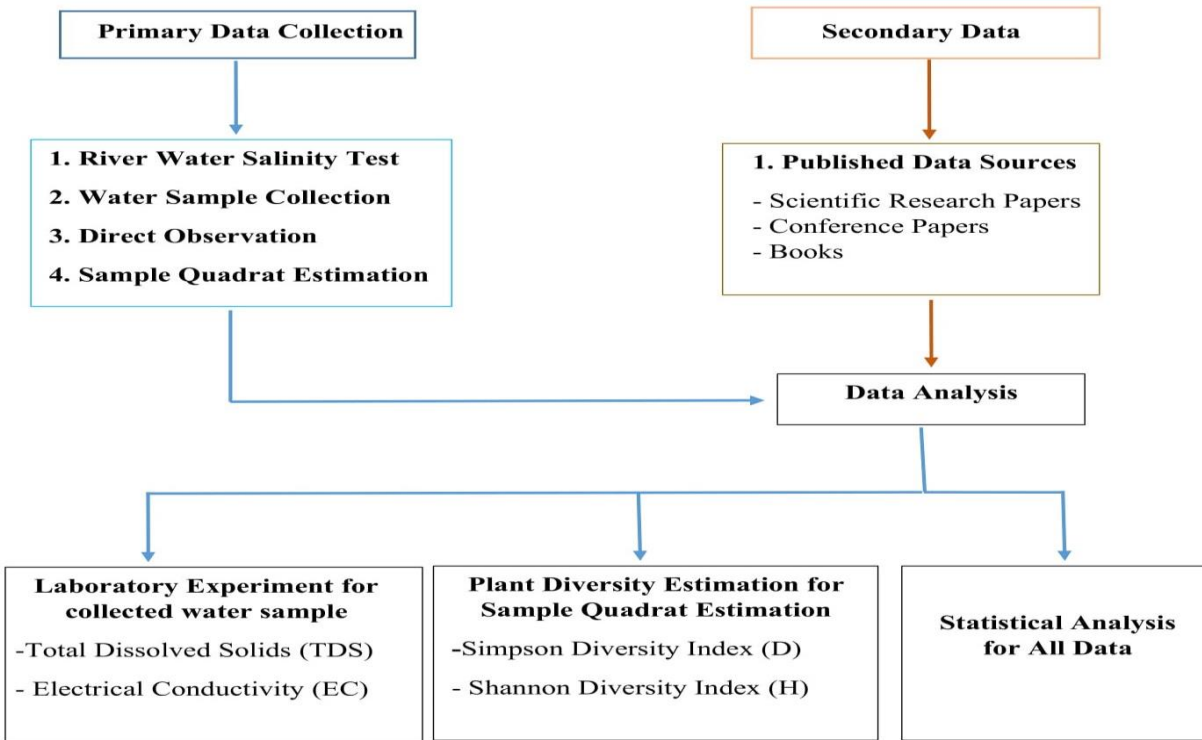 Primary Data Collection
Secondary Data
1. River Water Salinity Test
2. Water Sample Collection
3. Direct Observation
4. Sample Quadrat Estimation
1. Published Data Sources
- Scientific Research Papers
- Conference Papers
- Books
Data Analysis
Laboratory Experiment for
collected water sample
-Total Dissolved Solids (TDS)
- Electrical Conductivity (EC)
Plant Diversity Estimation for
Sample Quadrat Estimation
-Simpson Diversity Index (D)
- Shannon Diversity Index (H)
Statistical Analysis
for All Data